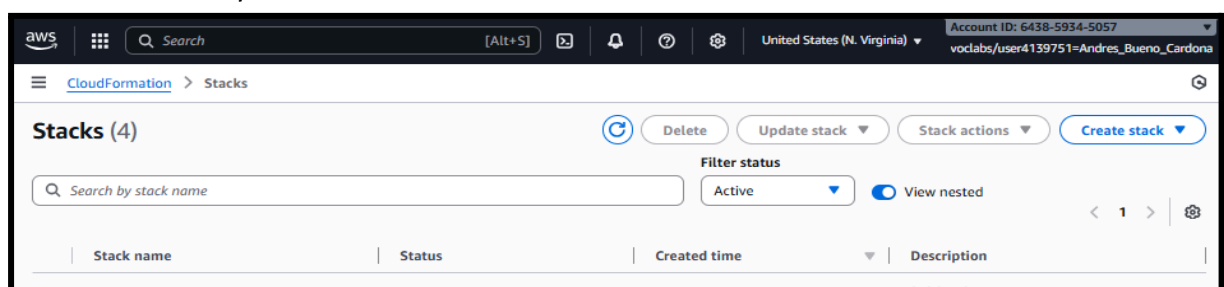 aws
Search
[Alt+S]
United States (N. Virginia)
Account ID: 6438-5934-5057
voclabs/user4139751=Andres_Bueno_Cardona
CloudFormation > Stacks
Stacks (4)
Delete
Update stack
Stack actions
Create stack
Filter status
Search by stack name
Active
View nested
< 1 >
Stack name
Status
Created time
Description